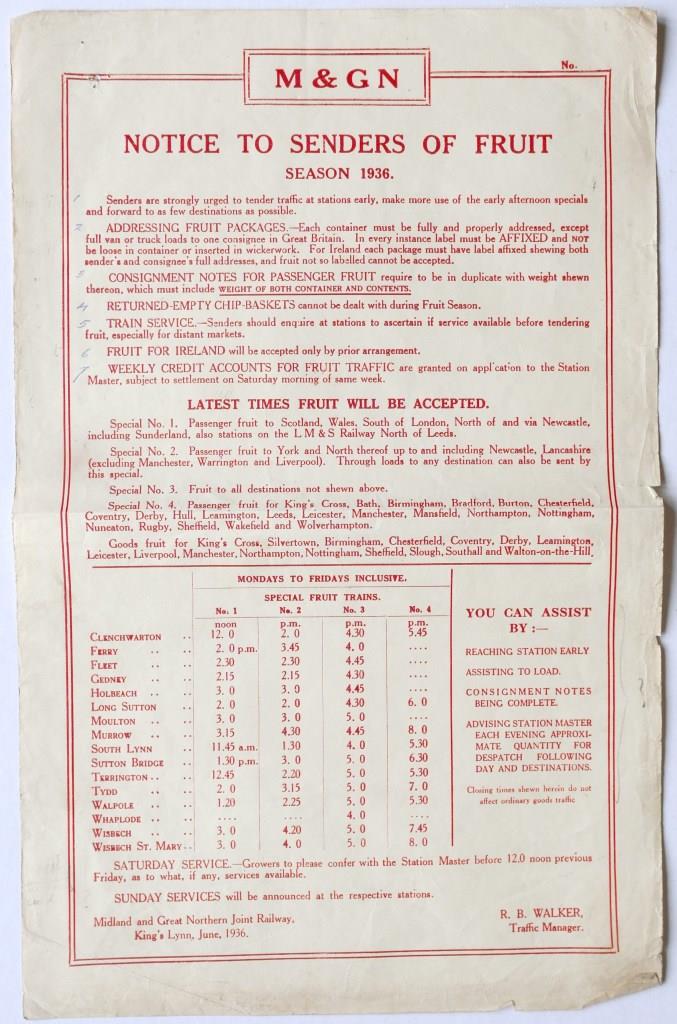 No.
M & GN
NOTICE TO SENDERS OF FRUIT
SEASON 1936.
1 Senders are strongly urged to tender traffic at stations early, make more use of the early afternoon specials
and forward to as few destinations as possible.
2 ADDRESSING FRUIT PACKAGES.—Each container must be fully and properly addressed, except
full van or truck loads to one consignee in Great Britain. In every instance label must be AFFIXED and NOT
be loose in container or inserted in wickerwork. For Ireland each package must have label affixed shewing both
sender's and consignee's full addresses, and fruit not so labelled cannot be accepted.
3 CONSIGNMENT NOTES FOR PASSENGER FRUIT require to be in duplicate with weight shewn
thereon, which must include WEIGHT OF BOTH CONTAINER AND CONTENTS.
4 RETURNED-EMPTY CHIP-BASKETS cannot be dealt with during Fruit Season.
5 TRAIN SERVICE.—Senders should enquire at stations to ascertain if service available before tendering
fruit, especially for distant markets.
6 FRUIT FOR IRELAND will be accepted only by prior arrangement.
7 WEEKLY CREDIT ACCOUNTS FOR FRUIT TRAFFIC are granted on application to the Station
Master, subject to settlement on Saturday morning of same week.
LATEST TIMES FRUIT WILL BE ACCEPTED.
Special No. 1. Passenger fruit to Scotland, Wales, South of London, North of and via Newcastle,
including Sunderland, also stations on the L M & S Railway North of Leeds.
Special No. 2. Passenger fruit to York and North thereof up to and including Newcastle, Lancashire
(excluding Manchester, Warrington and Liverpool). Through loads to any destination can also be sent by
this special.
Special No. 3. Fruit to all destinations not shewn above.
Special No. 4. Passenger fruit for King's Cross, Bath, Birmingham, Bradford, Burton, Chesterfield,
Coventry, Derby, Hull, Leamington, Leeds, Leicester, Manchester, Mansfield, Northampton, Nottingham,
Nuneaton, Rugby, Sheffield, Wakefield and Wolverhampton.
Goods fruit for King's Cross, Silvertown, Birmingham, Chesterfield, Coventry, Derby, Leamington,
Leicester, Liverpool, Manchester, Northampton, Nottingham, Sheffield, Slough, Southall and Walton-on-the-Hill.
MONDAYS TO FRIDAYS INCLUSIVE.
SPECIAL FRUIT TRAINS.
No. 1 No. 2 No. 3 No. 4
noon p.m. p.m. p.m.
CLENCHWARTON .. 12. 0 2. 0 4.30 5.45
FERRY .. .. 2. 0 p.m. 3.45 4. 0 ....
FLEET .. .. 2.30 2.30 4.45 ....
GEDNEY .. .. 2.15 2.15 4.30 ....
HOLBEACH .. .. 3. 0 3. 0 4.45 ....
LONG SUTTON .. 2. 0 2. 0 4.30 6. 0
MOULTON .. .. 3. 0 3. 0 5. 0 ....
MURROW .. .. 3.15 4.30 4.45 8. 0
SOUTH LYNN .. 11.45 a.m. 1.30 4. 0 5.30
SUTTON BRIDGE .. 1.30 p.m. 3. 0 5. 0 6.30
TERRINGTON .. .. 12.45 2.20 5. 0 5.30
TYDD .. .. 2. 0 3.15 5. 0 7. 0
WALPOLE .. .. 1.20 2.25 5. 0 5.30
WHAPLODE .. .. .... .... 4. 0 ....
WISBECH .. .. 3. 0 4.20 5. 0 7.45
WISBECH ST. MARY .. 3. 0 4. 0 5. 0 8. 0
YOU CAN ASSIST
BY :—
REACHING STATION EARLY
ASSISTING TO LOAD.
CONSIGNMENT NOTES
BEING COMPLETE.
ADVISING STATION MASTER
EACH EVENING APPROXI-
MATE QUANTITY FOR
DESPATCH FOLLOWING
DAY AND DESTINATIONS.
Closing times shewn herein do not
affect ordinary goods traffic
SATURDAY SERVICE.—Growers to please confer with the Station Master before 12.0 noon previous
Friday, as to what, if any, services available.
SUNDAY SERVICES will be announced at the respective stations.
Midland and Great Northern Joint Railway,
King's Lynn, June, 1936.
R. B. WALKER,
Traffic Manager.